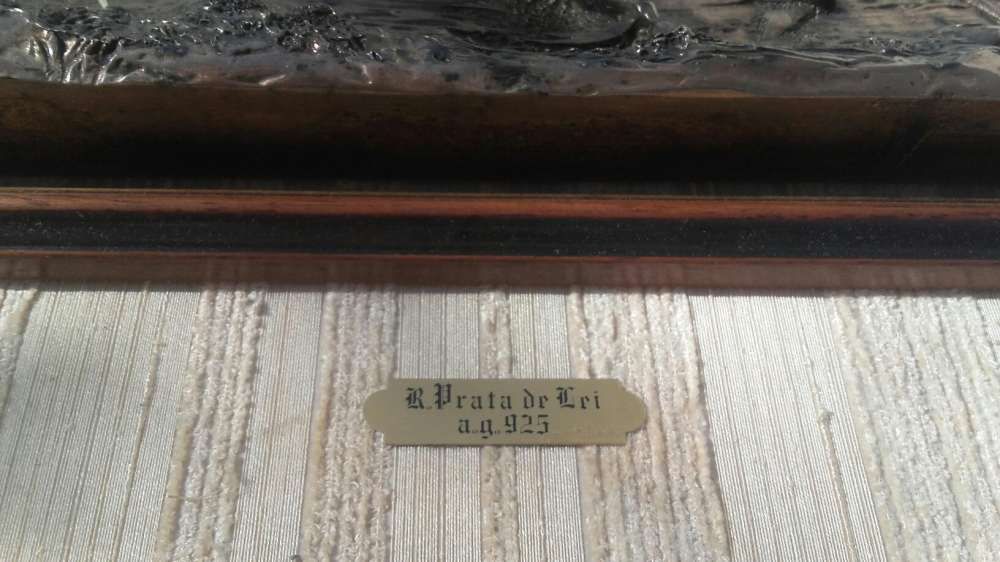 R. Prata de Lei
a.g. 925